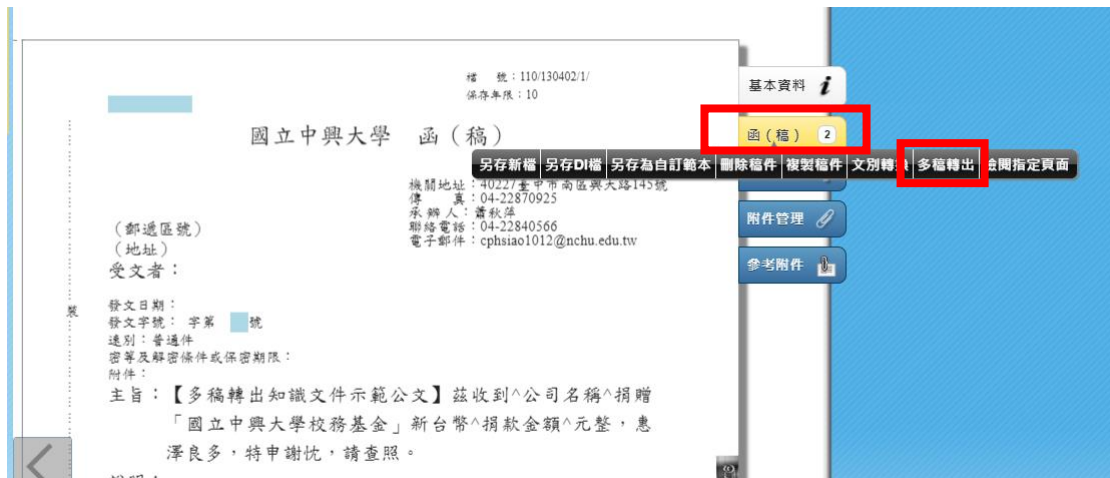 檔　號：110/130402/1/
保存年限：10
國立中興大學　函（稿）
機關地址：40227臺中市南區興大路145號
傳　真：04-22870925
承 辦 人：蕭秋萍
聯絡電話：04-22840566
電子郵件：cphsiao1012@nchu.edu.tw
（郵遞區號）
（地址）
受文者：
發文日期：
發文字號：　字第　號
速別：普通件
密等及解密條件或保密期限：
附件：
裝
主旨：【多稿轉出知識文件示範公文】茲收到^公司名稱^捐贈
「國立中興大學校務基金」新台幣^捐款金額^元整，惠
澤良多，特申謝忱，請查照。
基本資料
函（稿） 2
另存新檔 另存DI檔 另存為自訂範本 刪除稿件 複製稿件 文別轉 多稿轉出 檢閱指定頁面
附件管理
參考附件